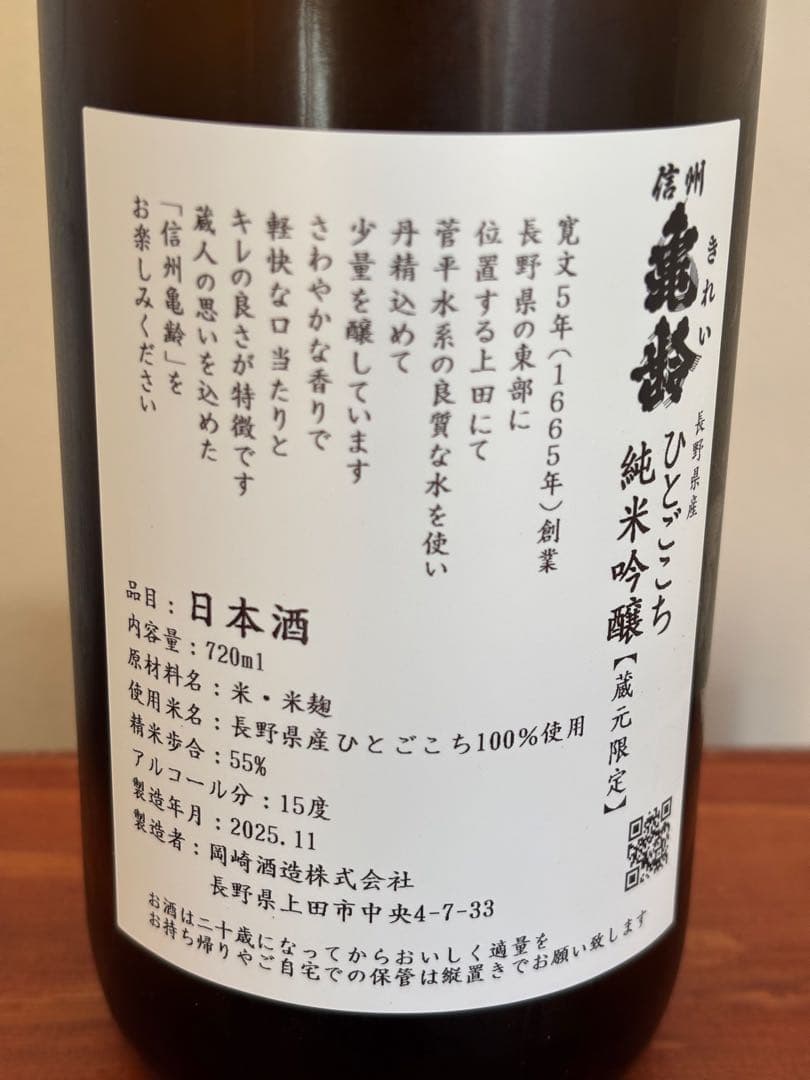 信州
亀齢
きれい
長野県産
ひとごこち
純米吟醸【蔵元限定】
寛文5年(1665年)創業
長野県の東部に
位置する上田にて
菅平水系の良質な水を使い
丹精込めて
少量を醸しています
さわやかな香りで
軽快な口当たりと
キレの良さが特徴です
蔵人の思いを込めた
「信州亀齢」を
お楽しみください
品目:日本酒
内容量:720ml
原材料名:米・米麹
使用米名:長野県産ひとごこち100%使用
精米歩合:55%
アルコール分:15度
製造年月:2025.11
製造者:岡崎酒造株式会社
長野県上田市中央4-7-33
お酒は二十歳になってからおいしく適量を
お持ち帰りやご自宅での保管は縦置きでお願い致します